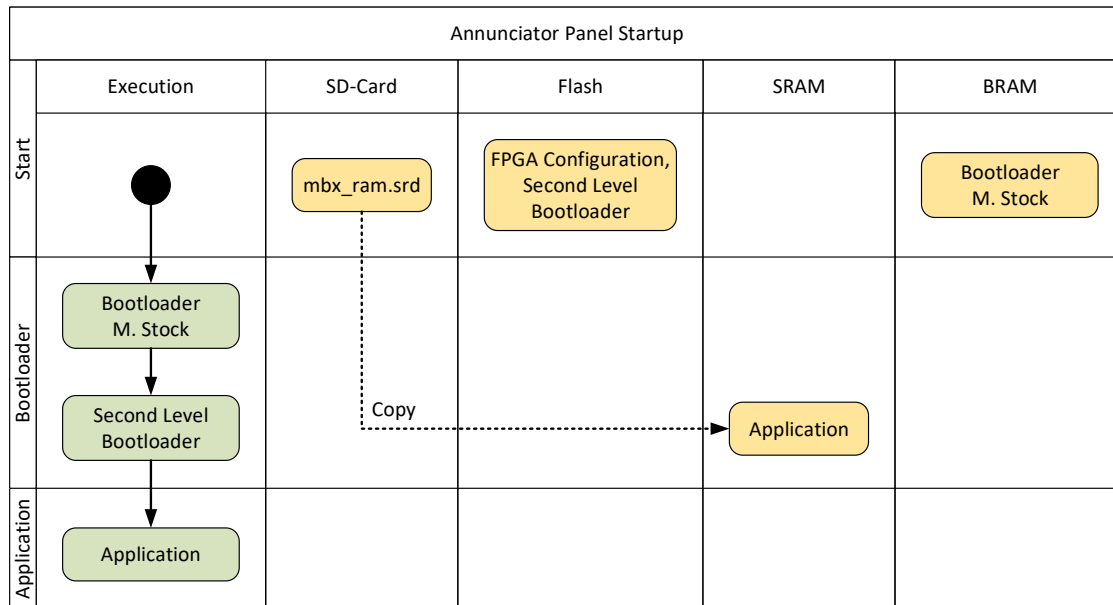 Annunciator Panel Startup
Execution
SD-Card
Flash
SRAM
BRAM
Start
mbx_ram.srd
FPGA Configuration,
Second Level
Bootloader
Bootloader
M. Stock
Bootloader
Bootloader
M. Stock
Second Level
Bootloader
Copy
Application
Application
Application